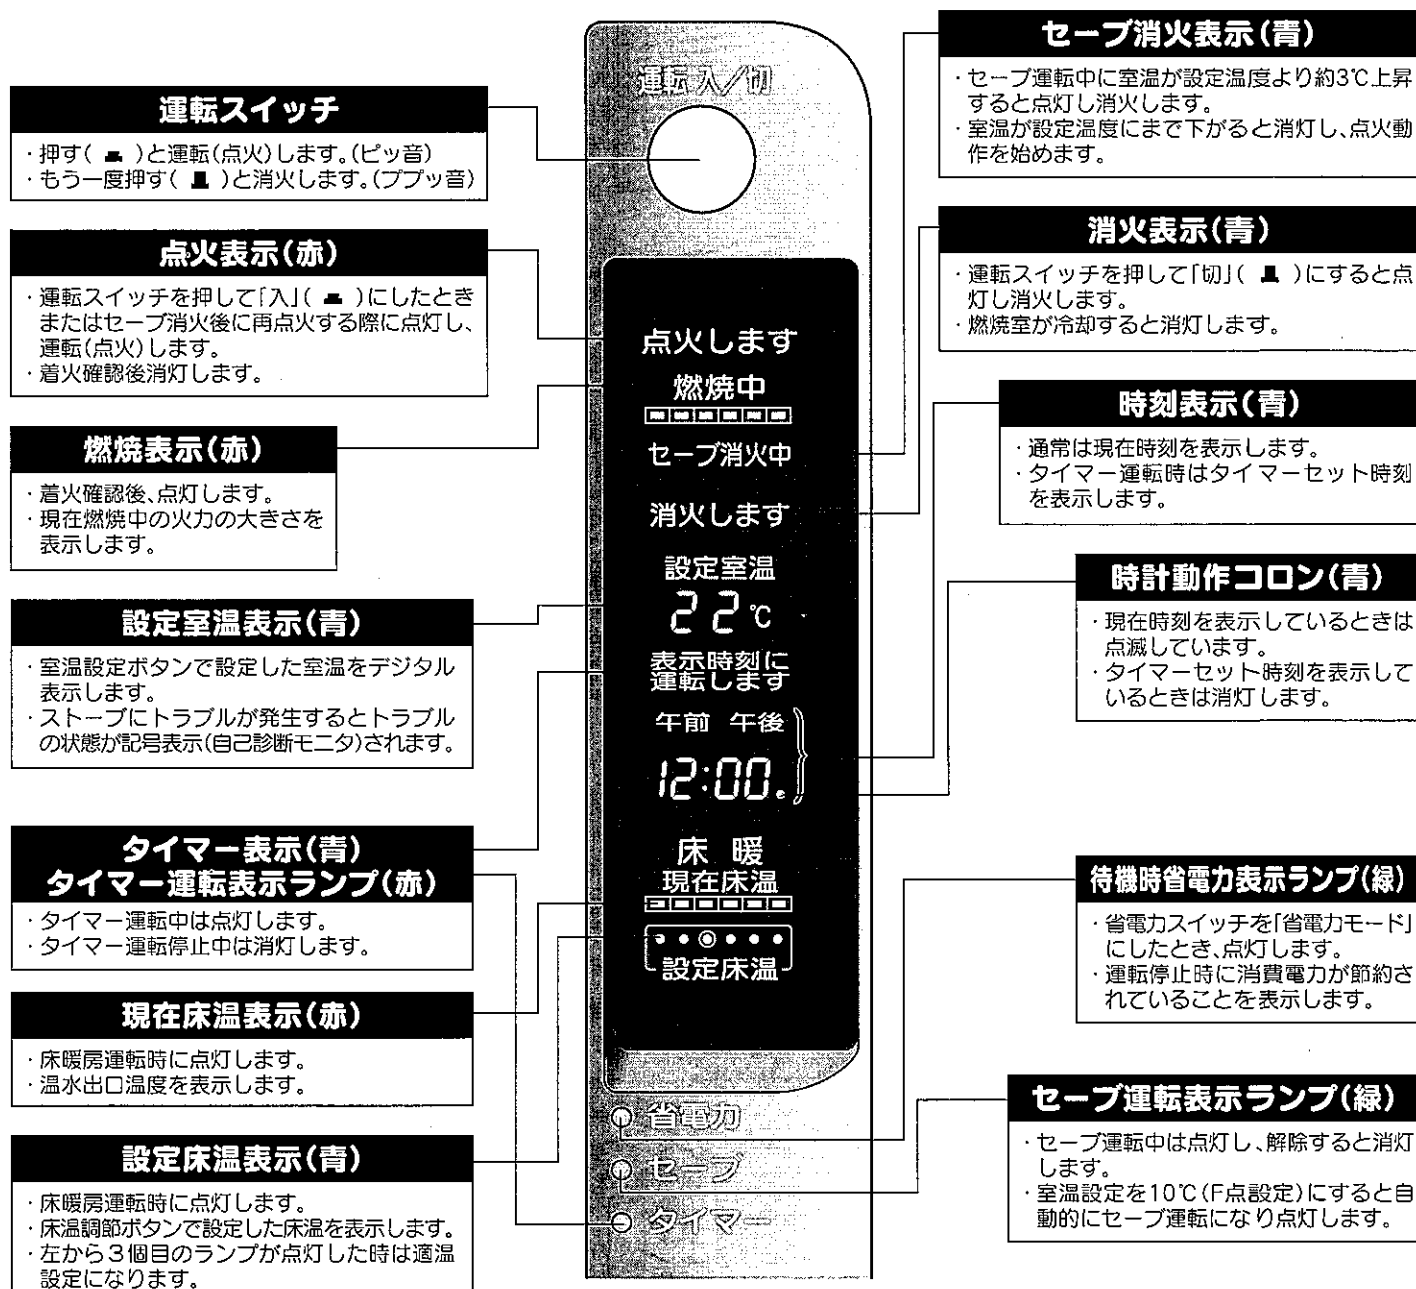 運転スイッチ
・押す( )と運転(点火)します。(ピッ音)
・もう一度押す( )と消火します。(ププッ音)
点火表示(赤)
・運転スイッチを押して「入」( )にしたとき
またはセーブ消火後に再点火する際に点灯し、
運転(点火)します。
・着火確認後消灯します。
燃焼表示(赤)
・着火確認後、点灯します。
・現在燃焼中の火力の大きさを
表示します。
設定室温表示(青)
・室温設定ボタンで設定した室温をデジタル
表示します。
・ストーブにトラブルが発生するとトラブル
の状態が記号表示(自己診断モニタ)されます。
タイマー表示(青)
タイマー運転表示ランプ(赤)
・タイマー運転中は点灯します。
・タイマー運転停止中は消灯します。
現在床温表示(赤)
・床暖房運転時に点灯します。
・温水出口温度を表示します。
設定床温表示(青)
・床暖房運転時に点灯します。
・床温調節ボタンで設定した床温を表示します。
・左から3個目のランプが点灯した時は適温
設定になります。
運転 入/切
点火します
燃焼中
セーブ消火中
消火します
設定室温
22℃
表示時刻に
運転します
午前 午後
12:00.
床 暖
現在床温
設定床温
省電力
セーブ
タイマー
セーブ消火表示(青)
・セーブ運転中に室温が設定温度より約3℃上昇
すると点灯し消火します。
・室温が設定温度にまで下がると消灯し、点火動
作を始めます。
消火表示(青)
・運転スイッチを押して「切」( )にすると点
灯し消火します。
・燃焼室が冷却すると消灯します。
時刻表示(青)
・通常は現在時刻を表示します。
・タイマー運転時はタイマーセット時刻
を表示します。
時計動作コロン(青)
・現在時刻を表示しているときは
点滅しています。
・タイマーセット時刻を表示して
いるときは消灯します。
待機時省電力表示ランプ(緑)
・省電力スイッチを「省電力モード」
にしたとき、点灯します。
・運転停止時に消費電力が節約さ
れていることを表示します。
セーブ運転表示ランプ(緑)
・セーブ運転中は点灯し、解除すると消灯
します。
・室温設定を10℃(F点設定)にすると自
動的にセーブ運転になり点灯します。